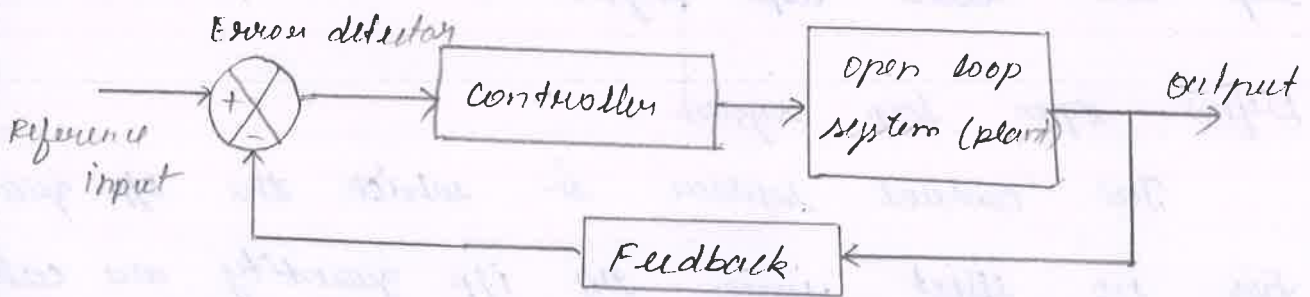 Error detector
Controller
open loop
system (plant)
output
+
-
Reference
input
Feedback